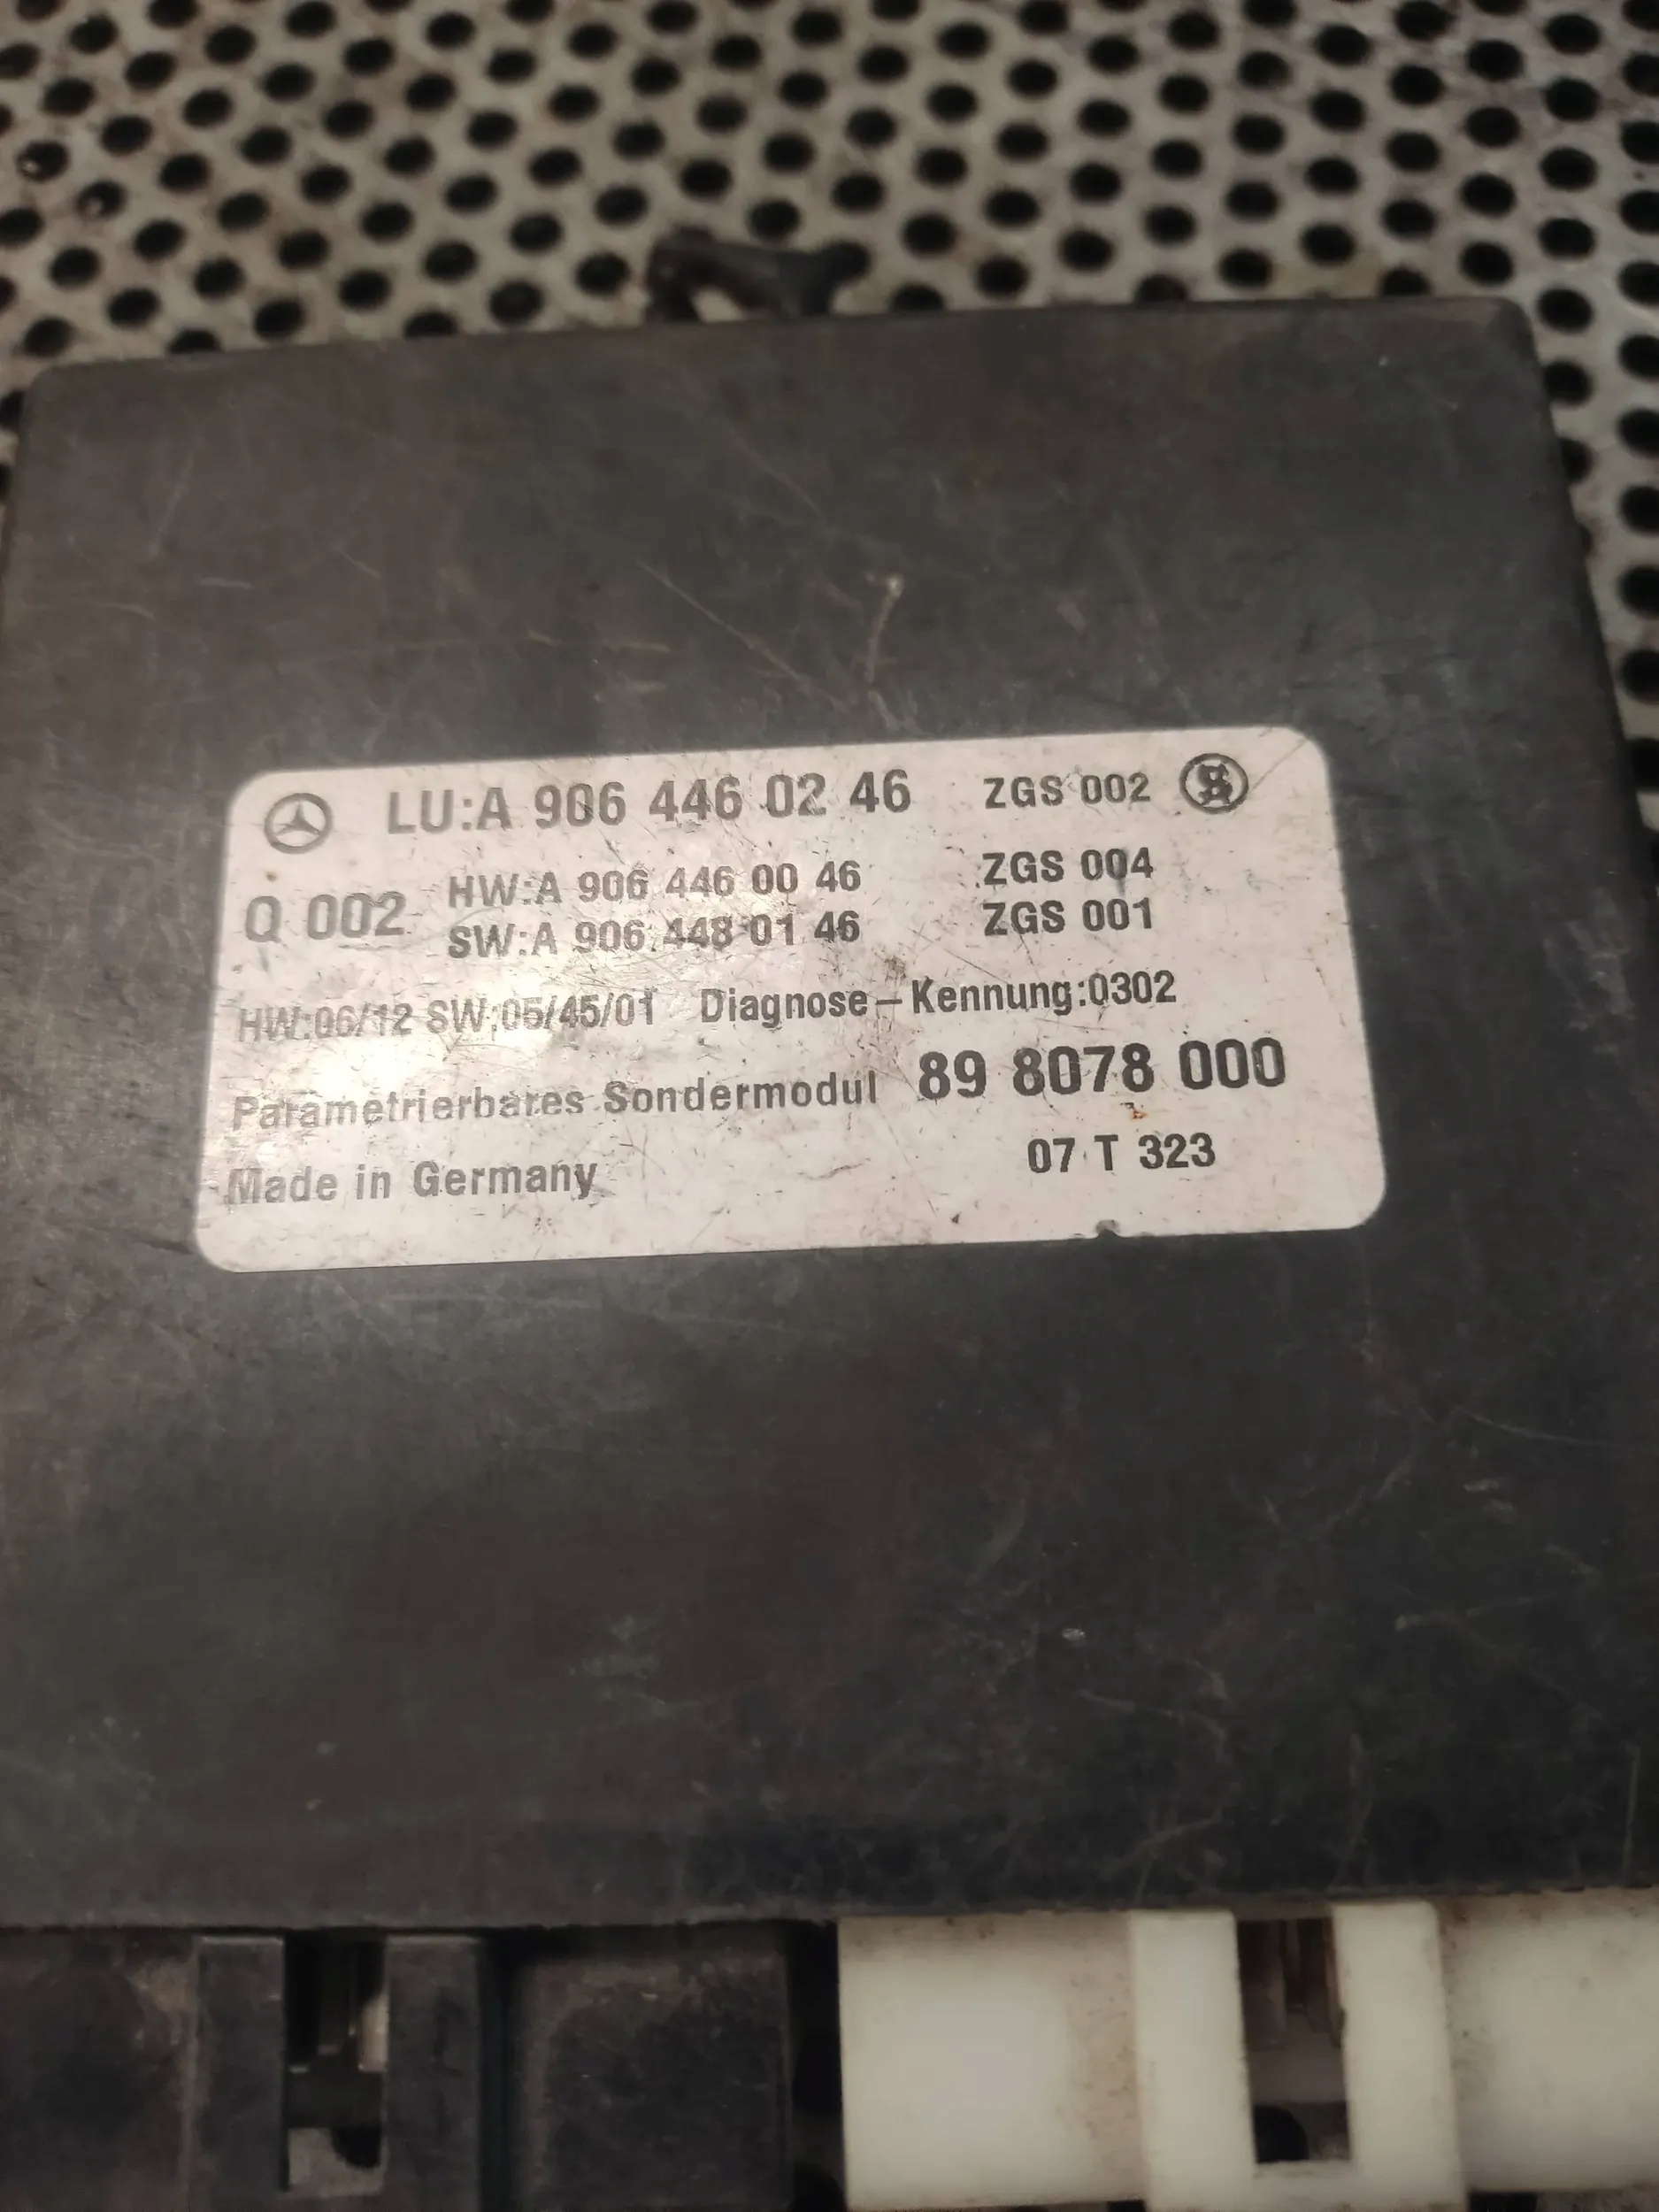 LU:A 906 446 02 46 ZGS 002
Q 002 HW:A 906 446 00 46 ZGS 004
SW:A 906 448 01 46 ZGS 001
HW:06/12 SW:05/45/01 Diagnose-Kennung:0302
Parametrierbares Sondermodul 89 8078 000
Made in Germany 07 T 323